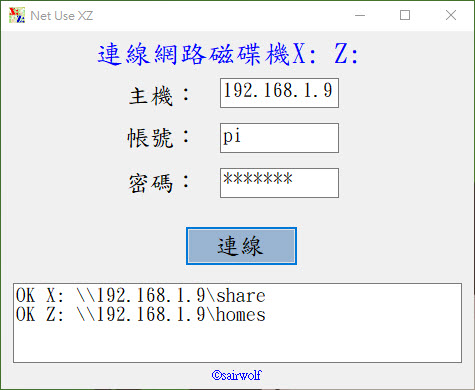 Net Use XZ
連線網路磁碟機X: Z:
主機：192.168.1.9
帳號：pi
密碼：*******
連線
OK X: \\192.168.1.9\share
OK Z: \\192.168.1.9\homes
©sairwolf